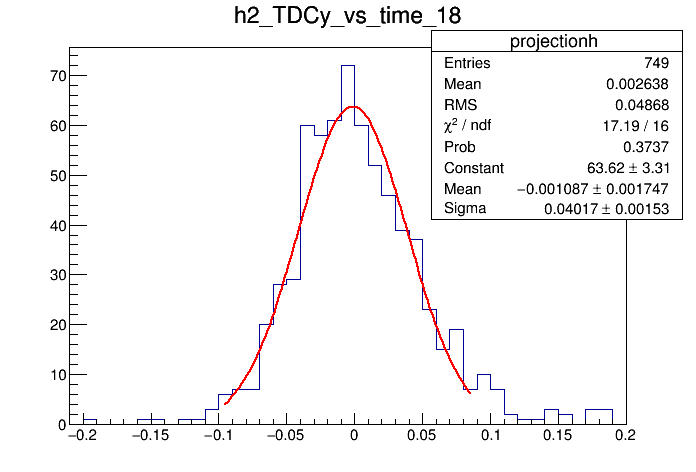 h2_TDCy_vs_time_18
projectionh
Entries 749
Mean 0.002638
RMS 0.04868
χ² / ndf 17.19 / 16
Prob 0.3737
Constant 63.62 ± 3.31
Mean −0.001087 ± 0.001747
Sigma 0.04017 ± 0.00153
70
60
50
40
30
20
10
0
−0.2 −0.15 −0.1 −0.05 0 0.05 0.1 0.15 0.2